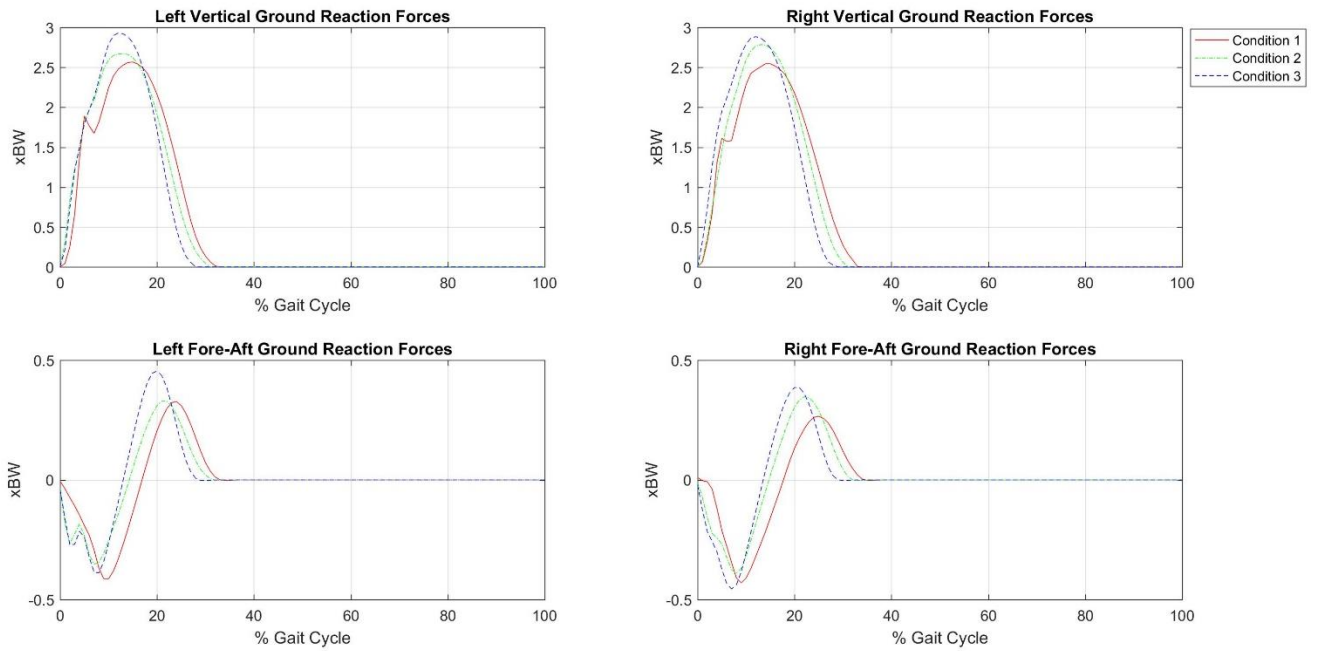 Left Vertical Ground Reaction Forces
3
2.5
2
1.5
1
0.5
0
xBW
0 20 40 60 80 100
% Gait Cycle
Right Vertical Ground Reaction Forces
3
2.5
2
1.5
1
0.5
0
xBW
0 20 40 60 80 100
% Gait Cycle
Condition 1
Condition 2
Condition 3
Left Fore-Aft Ground Reaction Forces
0.5
0
-0.5
xBW
0 20 40 60 80 100
% Gait Cycle
Right Fore-Aft Ground Reaction Forces
0.5
0
-0.5
xBW
0 20 40 60 80 100
% Gait Cycle